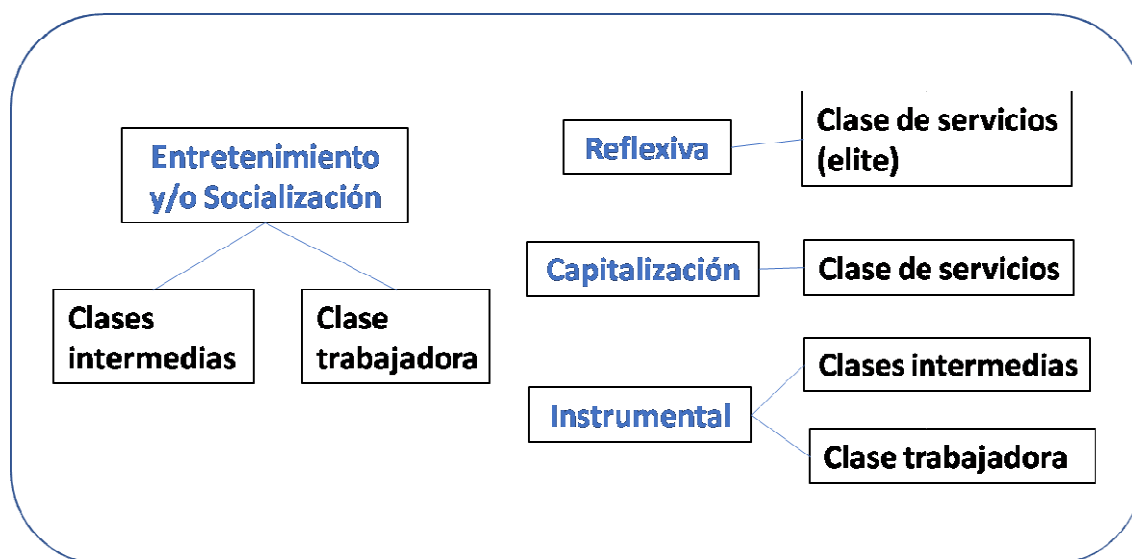 Entretenimiento
y/o Socialización
Clases
intermedias
Clase
trabajadora
Reflexiva
Clase de servicios
(elite)
Capitalización
Clase de servicios
Instrumental
Clases intermedias
Clase trabajadora